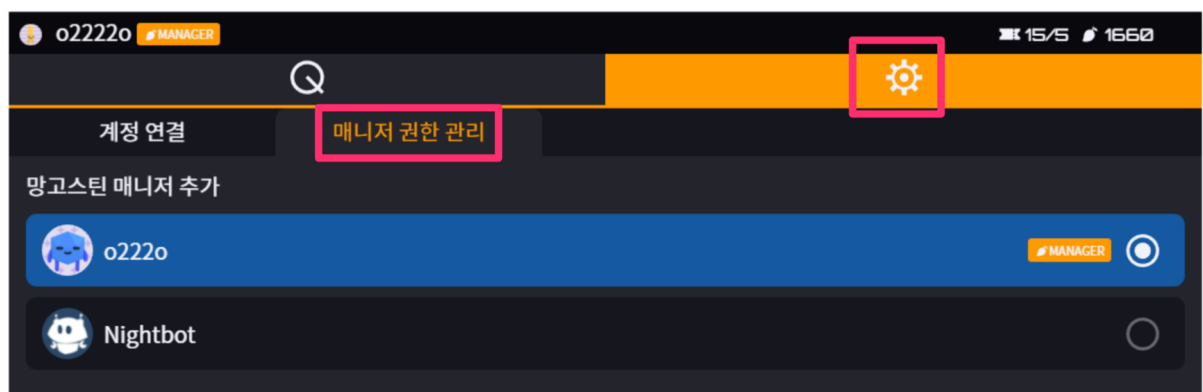 o2222o MANAGER 15/5 1660
계정 연결 매니저 권한 관리
망고스틴 매니저 추가
o222o MANAGER
Nightbot